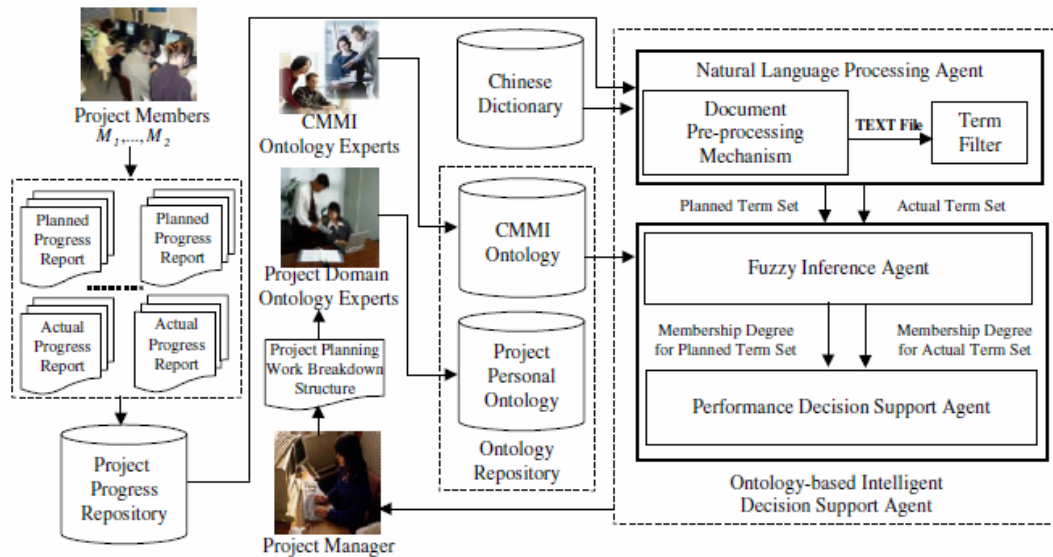 Project Members
M1,...,M2
Planned
Progress
Report
Planned
Progress
Report
Actual
Progress
Report
Actual
Progress
Report
Project
Progress
Repository
CMMI
Ontology Experts
Project Domain
Ontology Experts
Project Planning
Work Breakdown
Structure
Project Manager
Chinese
Dictionary
CMMI
Ontology
Project
Personal
Ontology
Ontology
Repository
Natural Language Processing Agent
Document
Pre-processing
Mechanism
TEXT File
Term
Filter
Planned Term Set
Actual Term Set
Fuzzy Inference Agent
Membership Degree
for Planned Term Set
Membership Degree
for Actual Term Set
Performance Decision Support Agent
Ontology-based Intelligent
Decision Support Agent